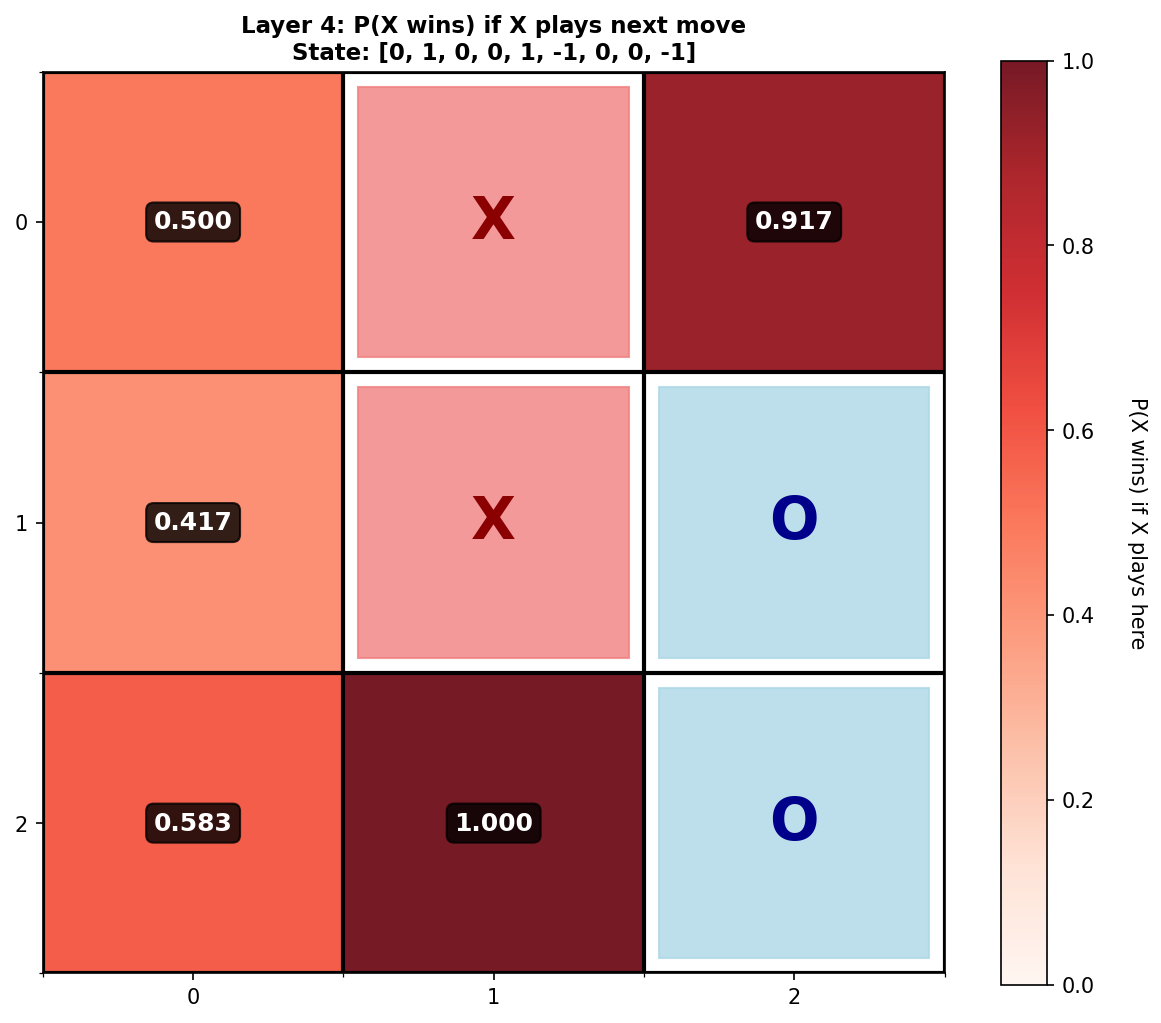 Layer 4: P(X wins) if X plays next move
State: [0, 1, 0, 0, 1, -1, 0, 0, -1]
0
0.500
X
0.917
1
0.417
X
O
2
0.583
1.000
O
0
1
2
1.0
0.8
0.6
0.4
0.2
0.0
P(X wins) if X plays here